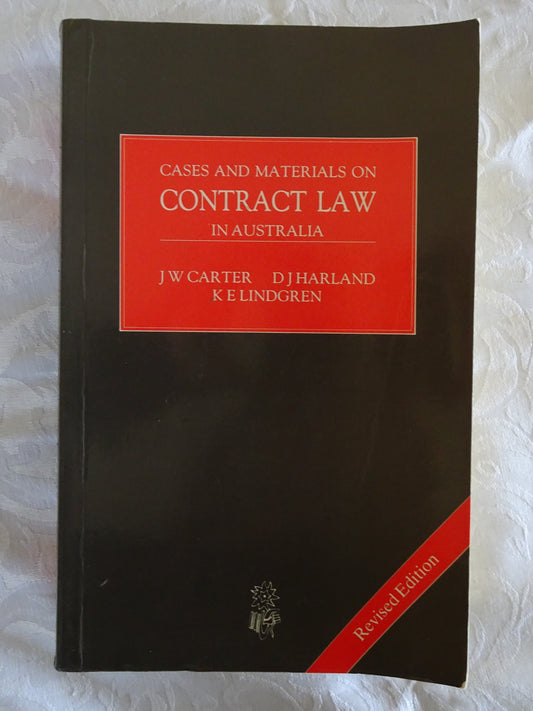 CASES AND MATERIALS ON
CONTRACT LAW
IN AUSTRALIA
J W CARTER D J HARLAND
K E LINDGREN
Revised Edition